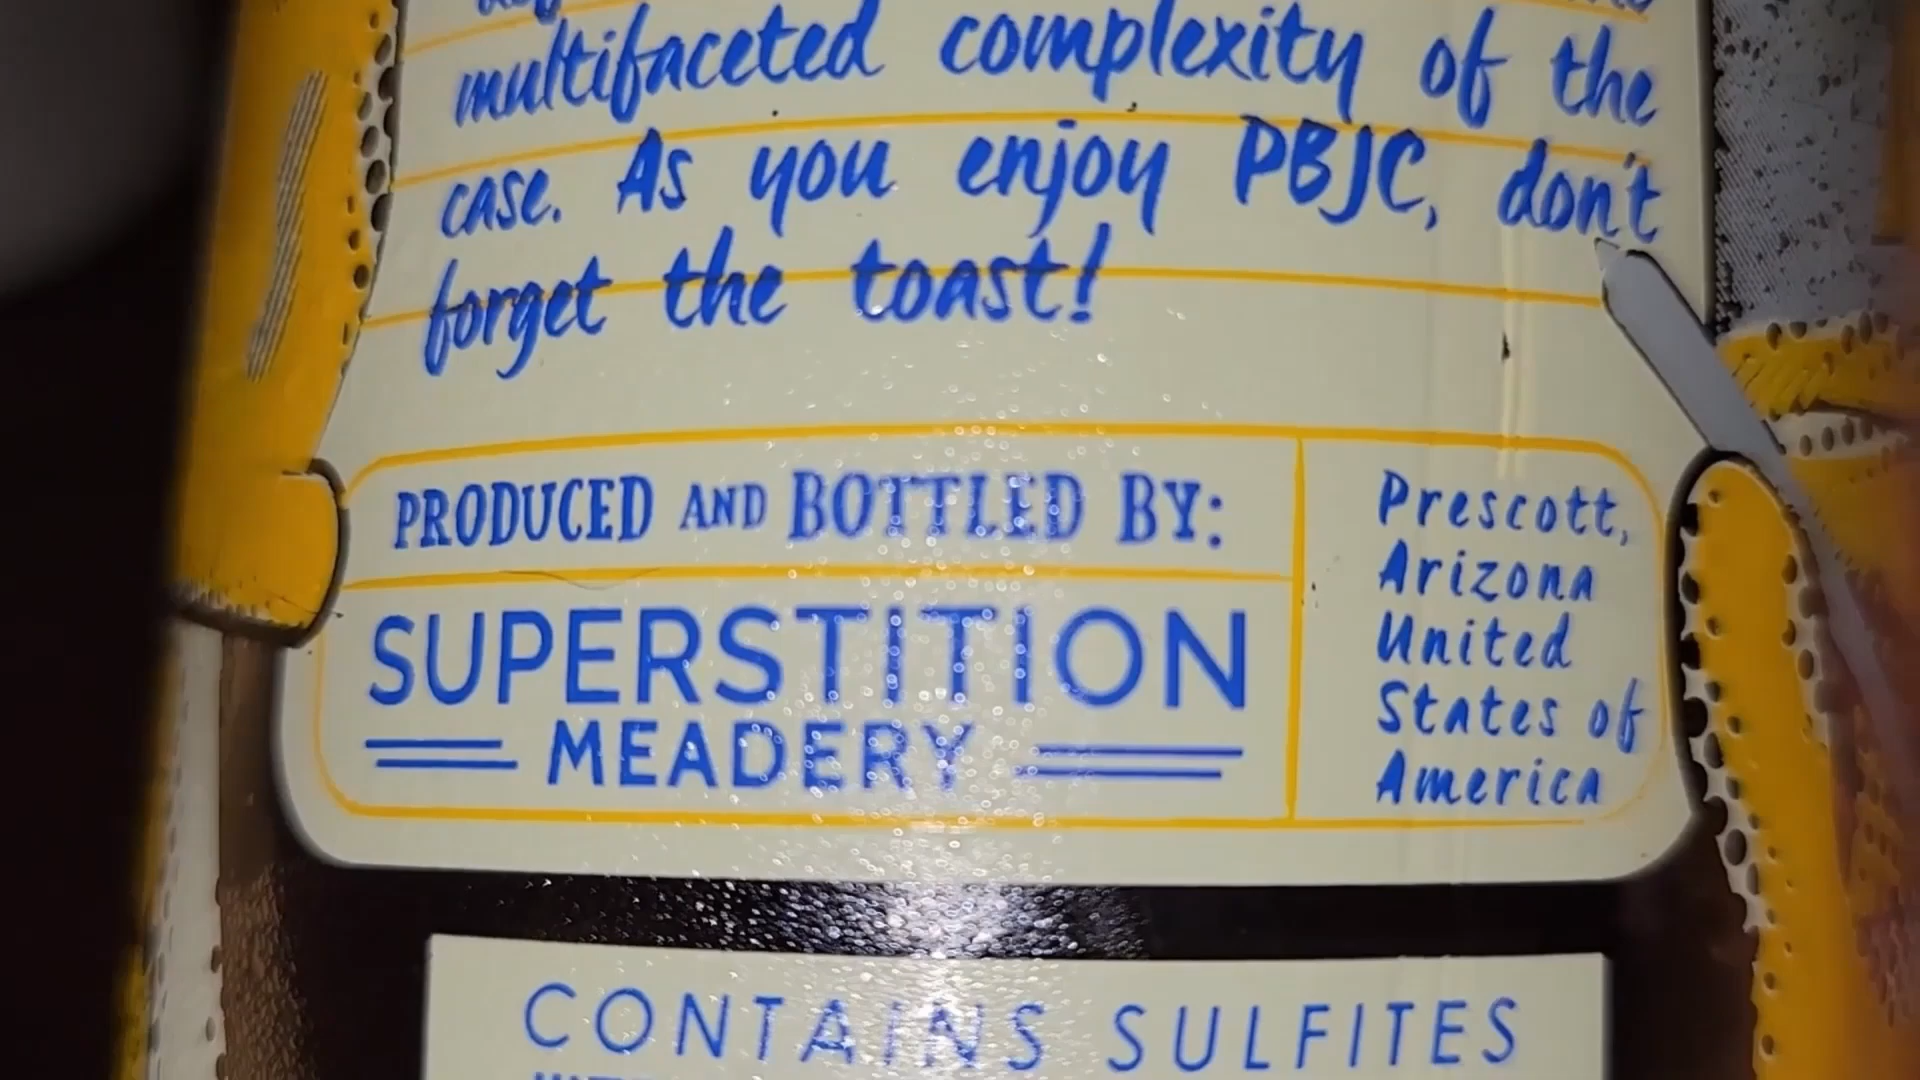 multifaceted complexity of the
case. As you enjoy PBJC, don't
forget the toast!
PRODUCED AND BOTTLED BY:
SUPERSTITION
MEADERY
Prescott,
Arizona
United
States of
America
CONTAINS SULFITES